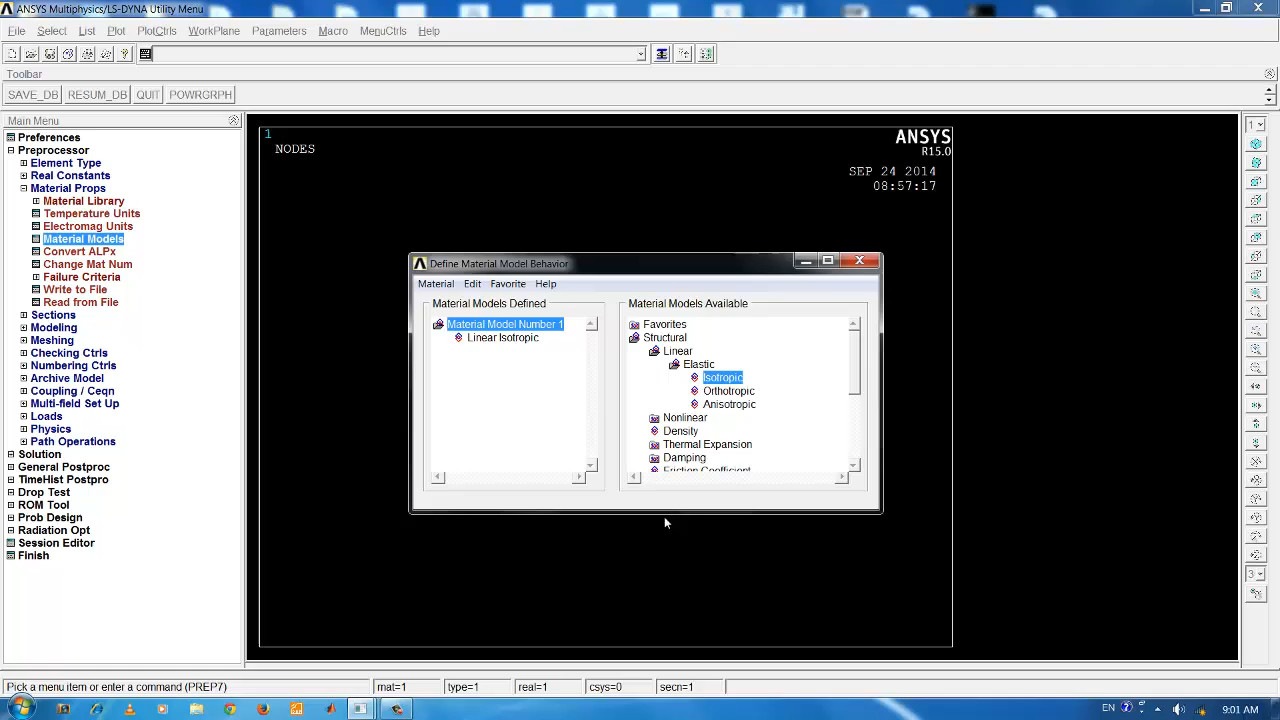 ANSYS Multiphysics/LS-DYNA Utility Menu
File Select List Plot PlotCtrls WorkPlane Parameters Macro MenuCtrls Help
Toolbar
SAVE_DB RESUM_DB QUIT POWRGRPH
Main Menu
Preferences
Preprocessor
Element Type
Real Constants
Material Props
Material Library
Temperature Units
Electromag Units
Material Models
Convert ALPx
Change Mat Num
Failure Criteria
Write to File
Read from File
Sections
Modeling
Meshing
Checking Ctrls
Numbering Ctrls
Archive Model
Coupling / Ceqn
Multi-field Set Up
Loads
Physics
Path Operations
Solution
General Postproc
TimeHist Postpro
Drop Test
ROM Tool
Prob Design
Radiation Opt
Session Editor
Finish
1
NODES
ANSYS
R15.0
SEP 24 2014
08:57:17
Define Material Model Behavior
Material Edit Favorite Help
Material Models Defined
Material Model Number 1
Linear Isotropic
Material Models Available
Favorites
Structural
Linear
Elastic
Isotropic
Orthotropic
Anisotropic
Nonlinear
Density
Thermal Expansion
Damping
Friction Coefficient
1
3
Pick a menu item or enter a command (PREP7) mat=1 type=1 real=1 csys=0 secn=1
EN 9:01 AM